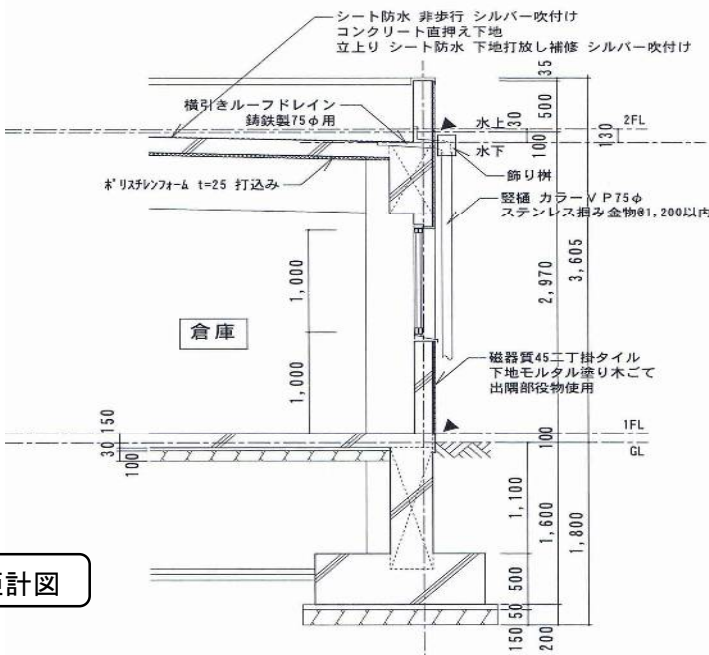 シート防水 非歩行 シルバー吹付け
コンクリート直押え下地
立上り シート防水 下地打放し補修 シルバー吹付け
横引きルーフドレイン
鋳鉄製75φ用
ポリスチレンフォーム t=25 打込み
水上
水下
飾り桝
竪樋 カラーVP75φ
ステンレス掴み金物@1,200以内
35
500
30
100
2FL
130
2,970
3,605
1,000
1,000
倉庫
磁器質45二丁掛タイル
下地モルタル塗り木ごて
出隅部役物使用
150
30
100
1FL
100
GL
1,100
1,600
1,800
500
50
150
200
計図